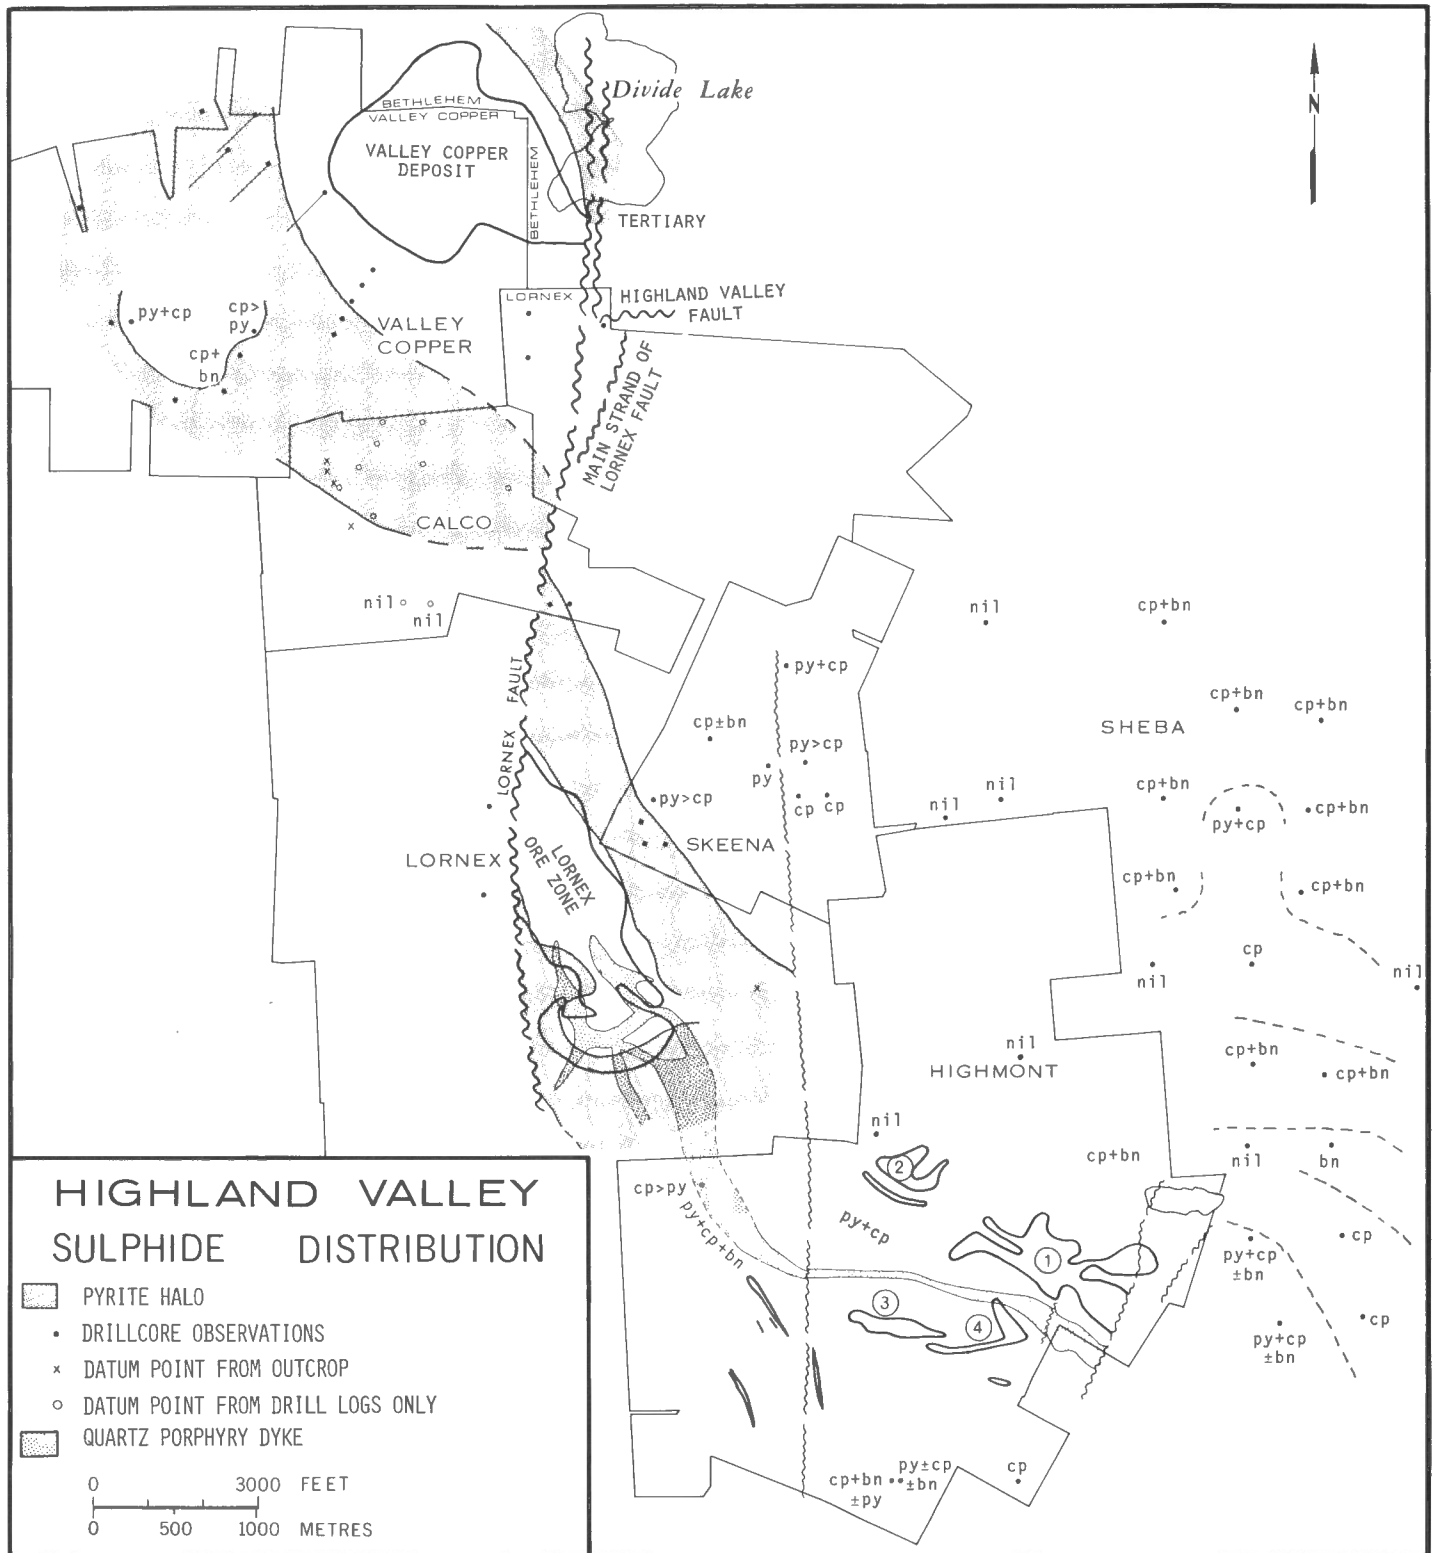 Divide Lake
N
BETHLEHEM
VALLEY COPPER
VALLEY COPPER
DEPOSIT
BETHLEHEM
TERTIARY
LORNEX
HIGHLAND VALLEY
FAULT
py+cp
cp>
py
cp+
bn
VALLEY
COPPER
MAIN STRAND OF
LORNEX FAULT
CALCO
nil
nil
nil
cp+bn
LORNEX FAULT
py+cp
cp±bn
py>cp
py
py>cp
cp cp
cp+bn
cp+bn
SHEBA
nil
nil
cp+bn
py+cp
cp+bn
SKEENA
LORNEX
LORNEX
ORE ZONE
cp+bn
cp+bn
cp
nil
nil
nil
HIGHMONT
cp+bn
cp+bn
nil
2
cp+bn
nil
bn
cp>py
py+cp+bn
py+cp
1
py+cp
±bn
cp
3
4
cp
py+cp
±bn
cp+bn
±py
py±cp
±bn
cp
HIGHLAND VALLEY
SULPHIDE DISTRIBUTION
PYRITE HALO
DRILLCORE OBSERVATIONS
x DATUM POINT FROM OUTCROP
DATUM POINT FROM DRILL LOGS ONLY
QUARTZ PORPHYRY DYKE
0 3000 FEET
0 500 1000 METRES